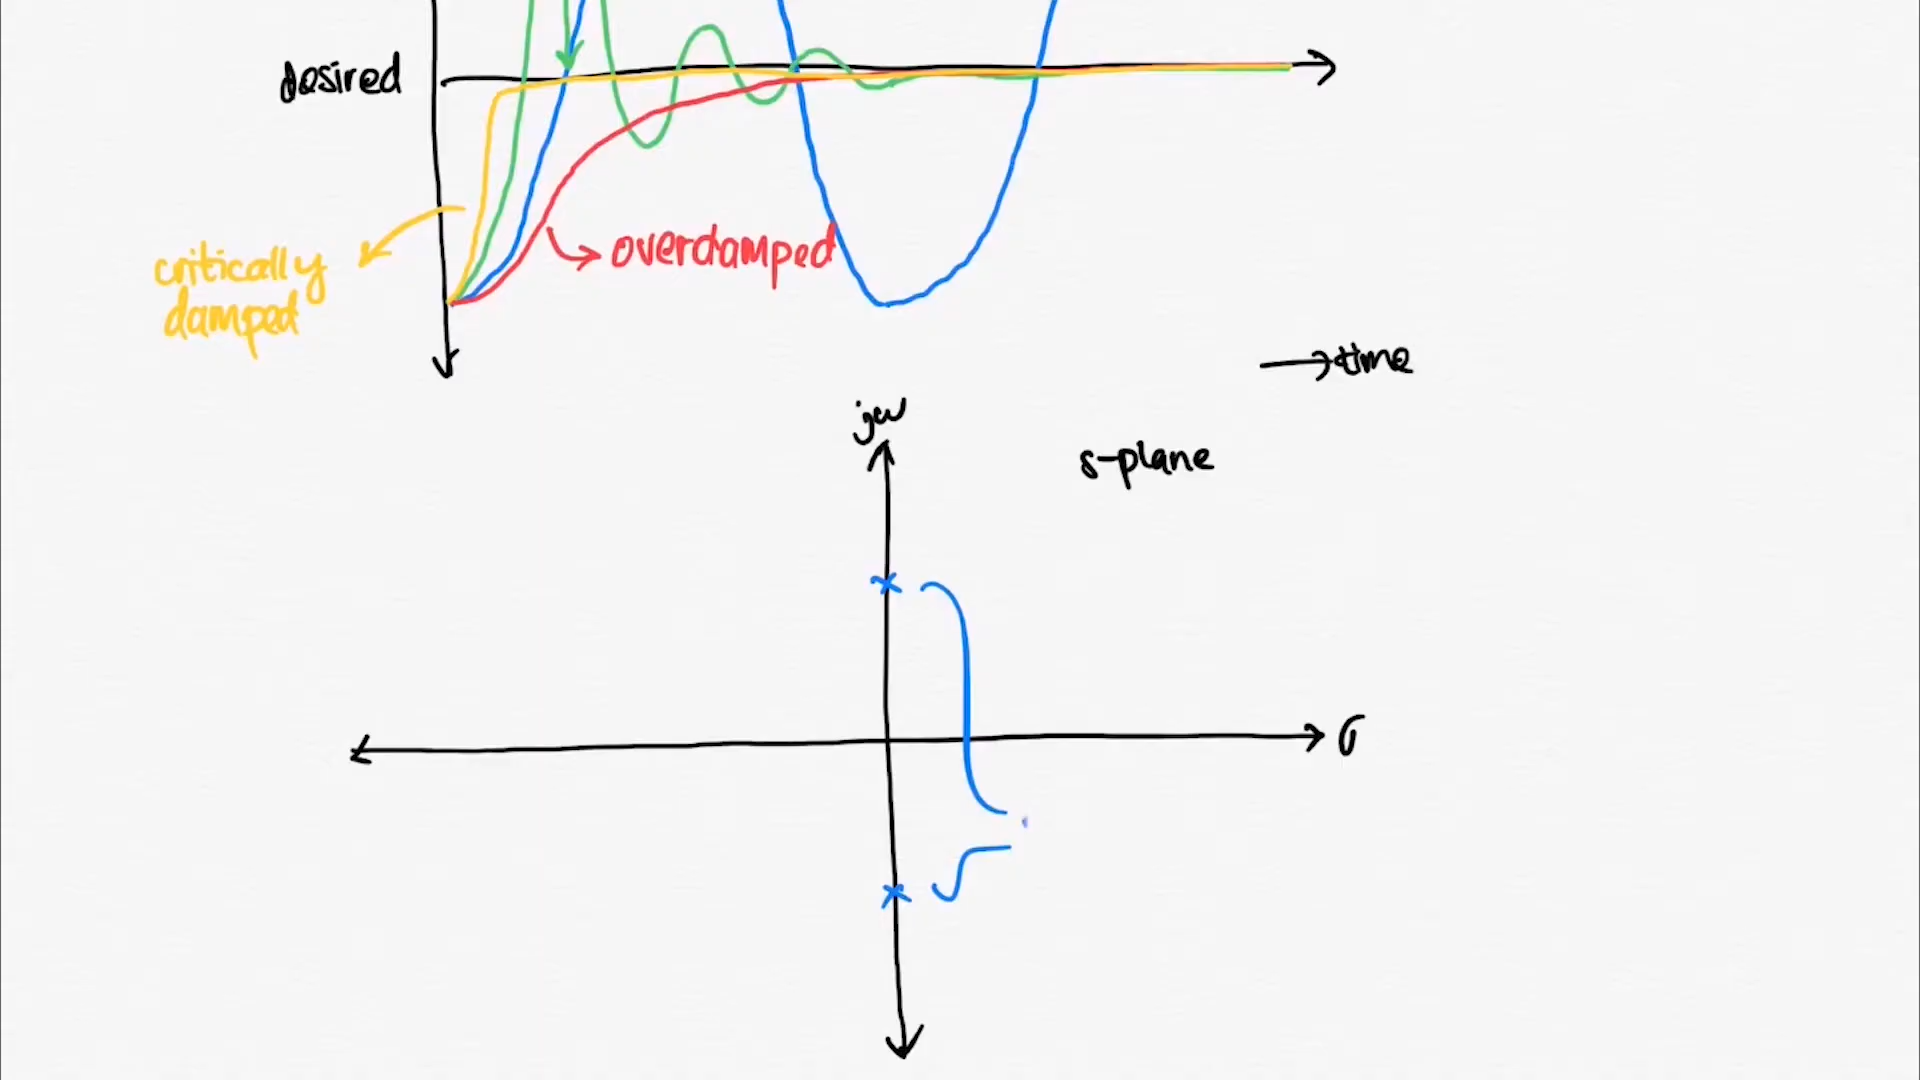 desired
critically
damped
overdamped
time
jω
s-plane
σ